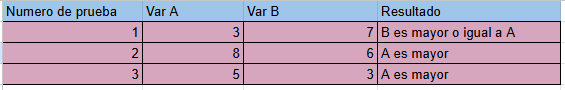 Numero de prueba Var A Var B Resultado
1 3 7 B es mayor o igual a A
2 8 6 A es mayor
3 5 3 A es mayor